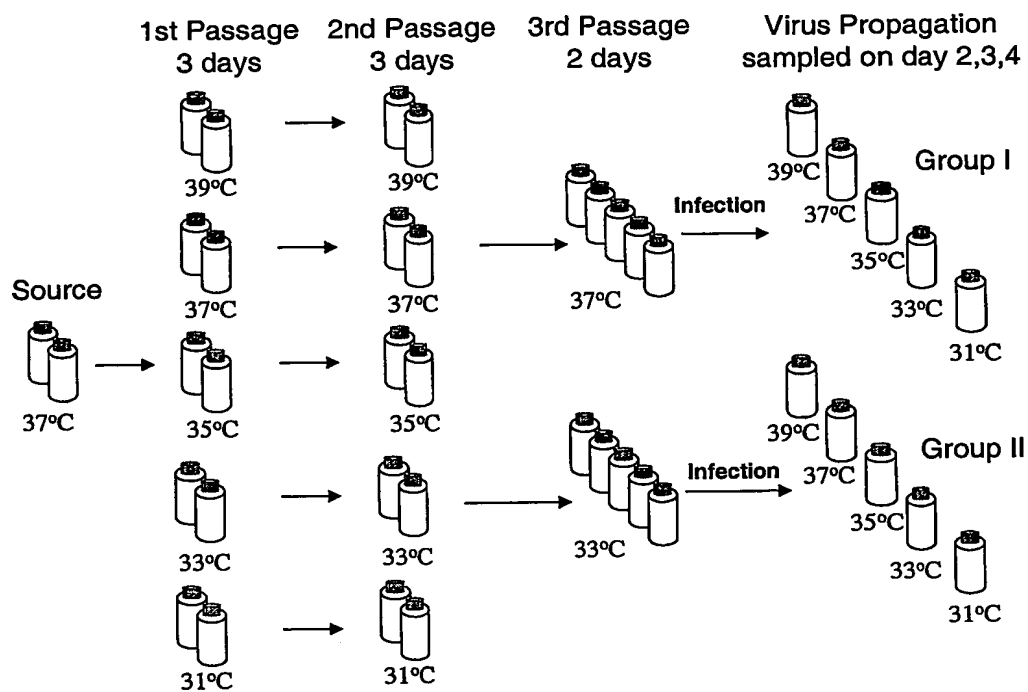 1st Passage
3 days
2nd Passage
3 days
3rd Passage
2 days
Virus Propagation
sampled on day 2,3,4
39ºC
39ºC
39ºC
Group I
37ºC
Infection
35ºC
37ºC
37ºC
37ºC
33ºC
31ºC
Source
37ºC
35ºC
35ºC
39ºC
Group II
37ºC
Infection
35ºC
33ºC
33ºC
33ºC
33ºC
31ºC
31ºC
31ºC